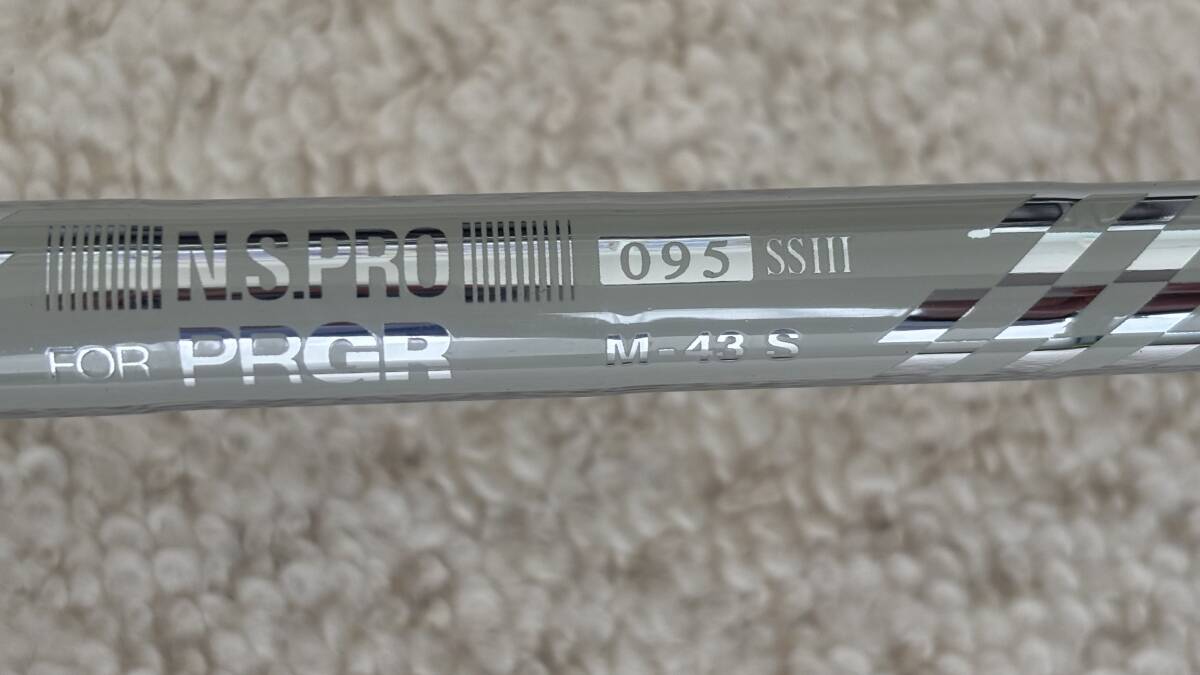 N.S.PRO 095 SSIII
FOR PRGR M-43 S